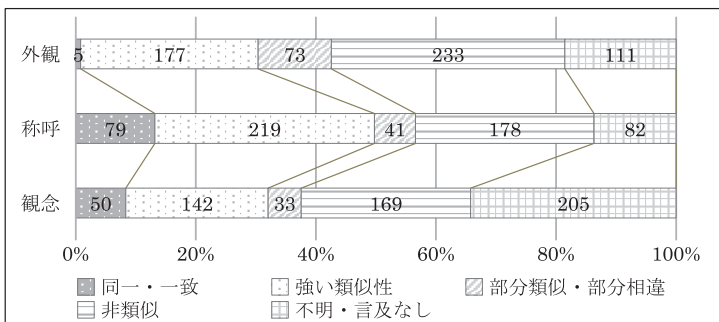 外観 5 177 73 233 111
称呼 79 219 41 178 82
観念 50 142 33 169 205
0% 20% 40% 60% 80% 100%
同一・一致 強い類似性 部分類似・部分相違
非類似 不明・言及なし